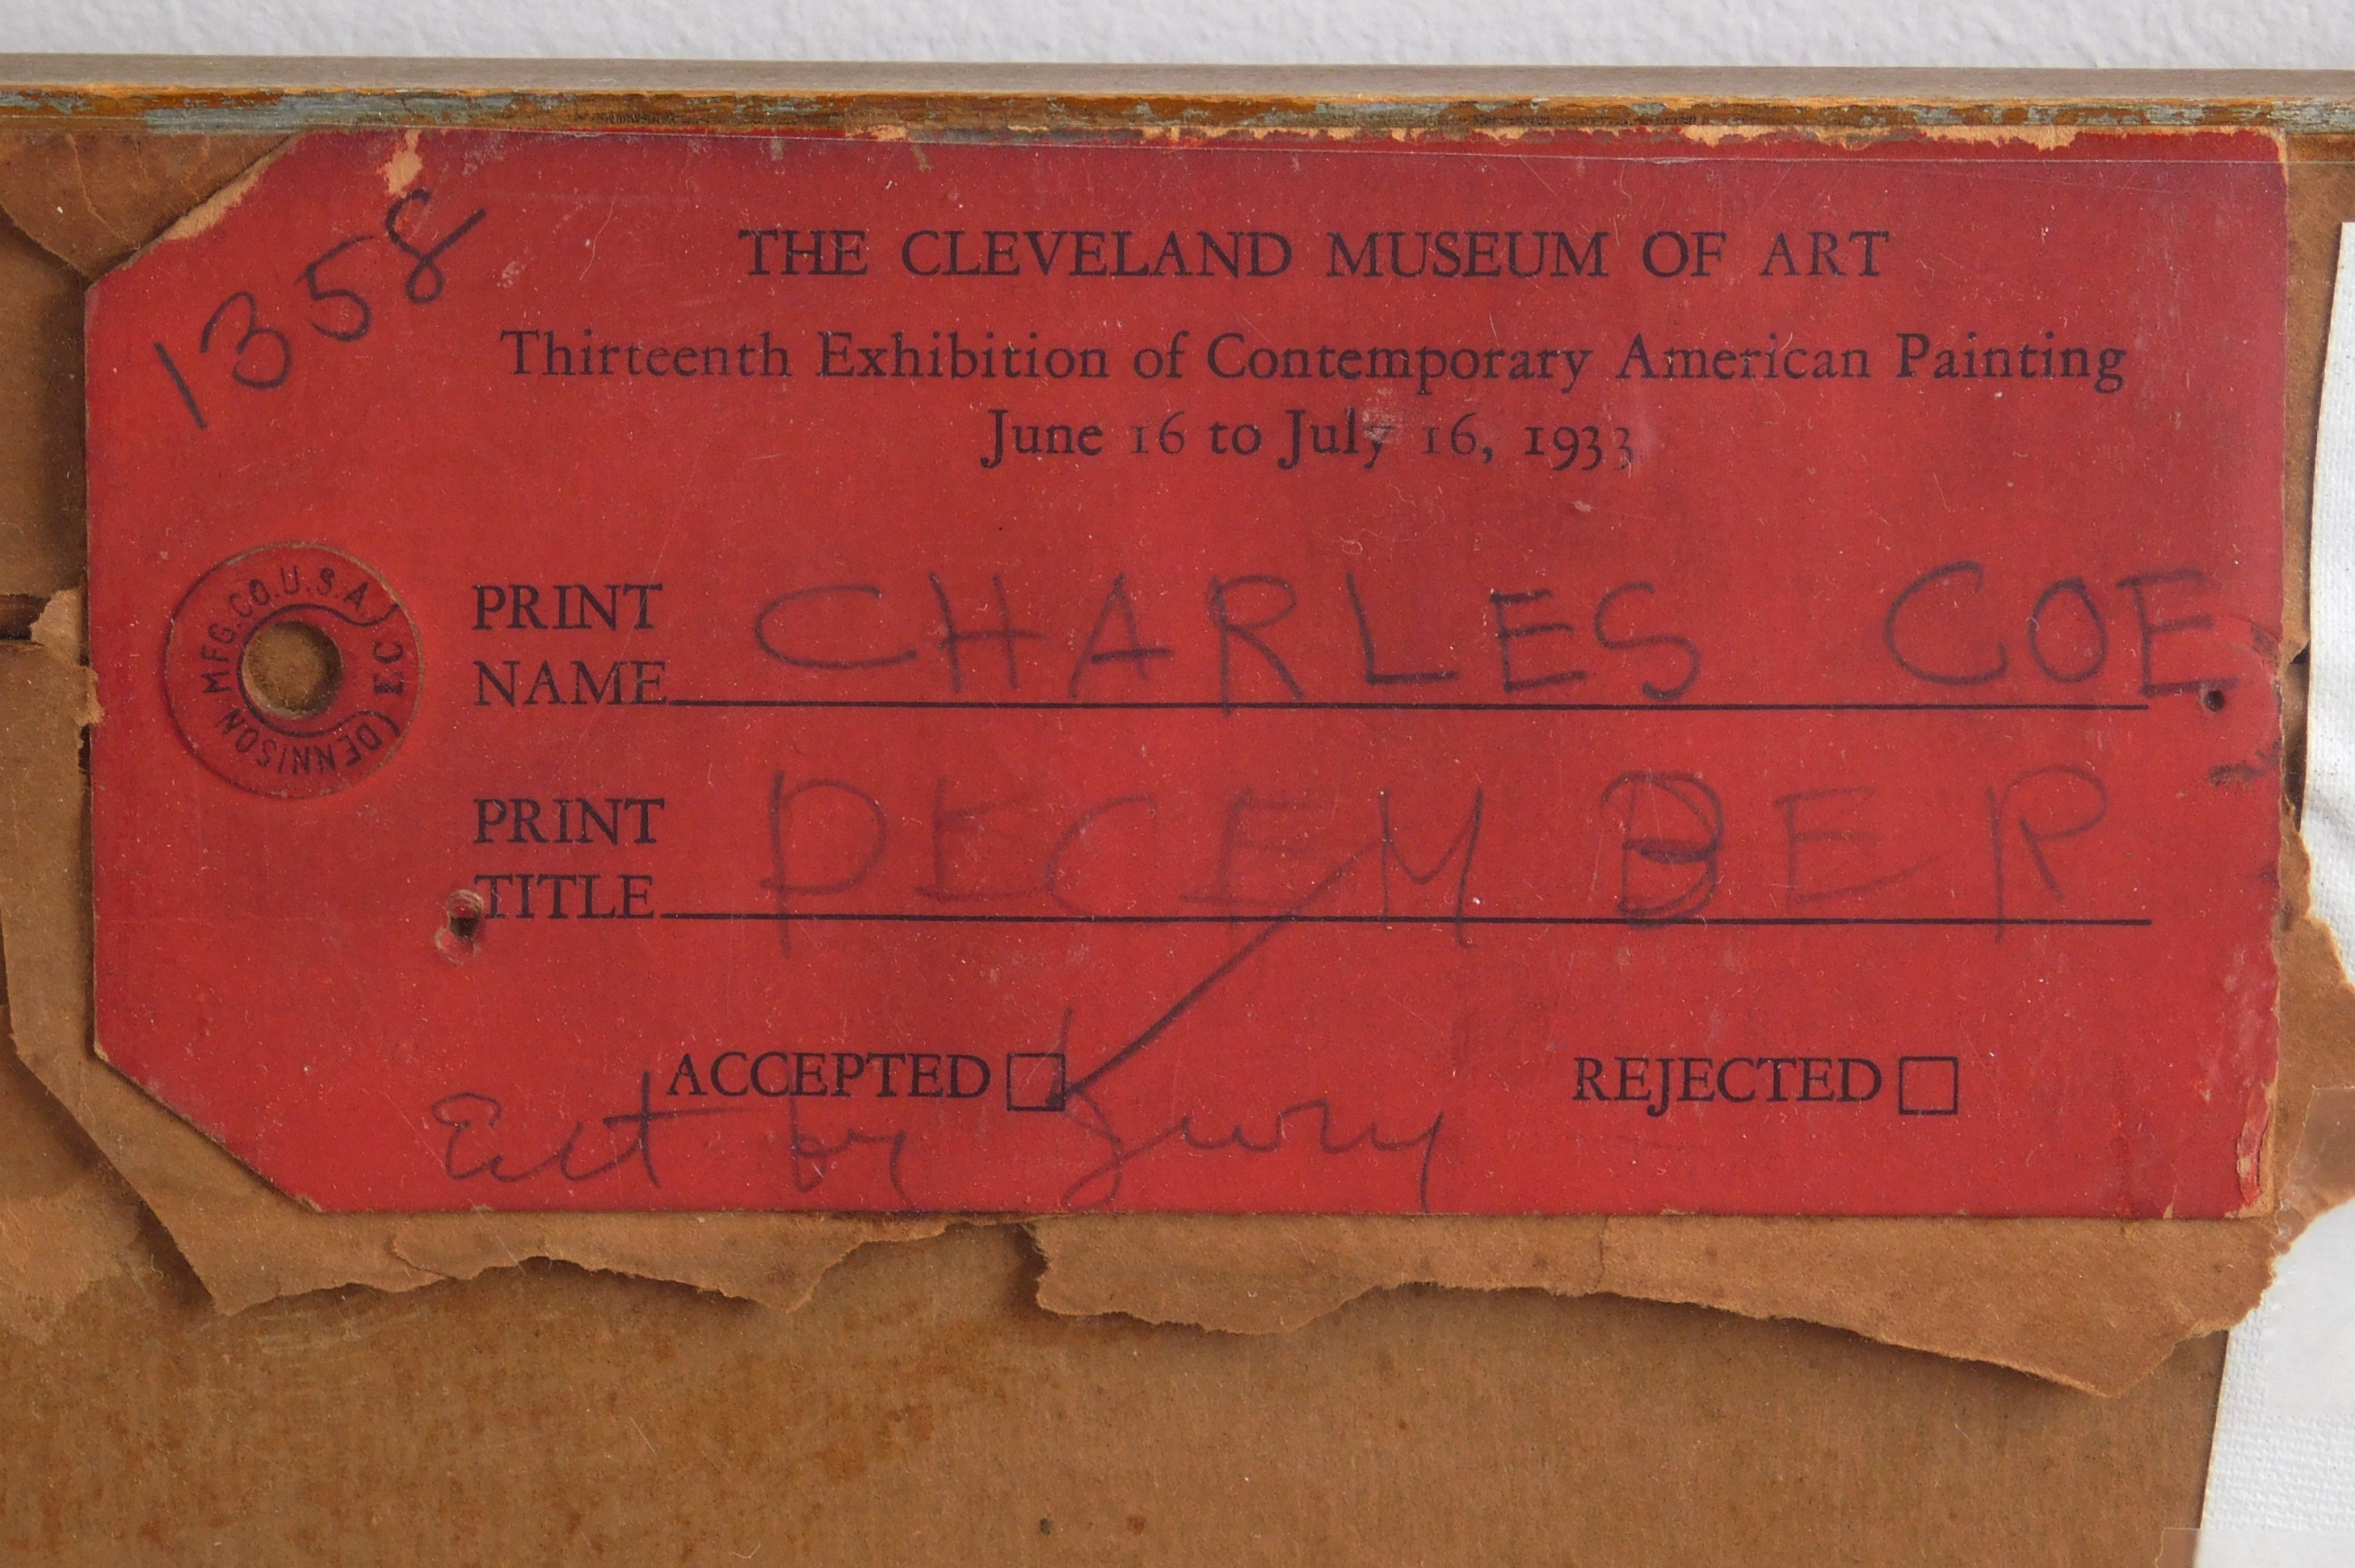 1358
THE CLEVELAND MUSEUM OF ART
Thirteenth Exhibition of Contemporary American Painting
June 16 to July 16, 1933
(DENNISON MFG.CO.U.S.A.)
PRINT
NAME CHARLES COE
PRINT
TITLE DECEMBER
ACCEPTED REJECTED
by Jury